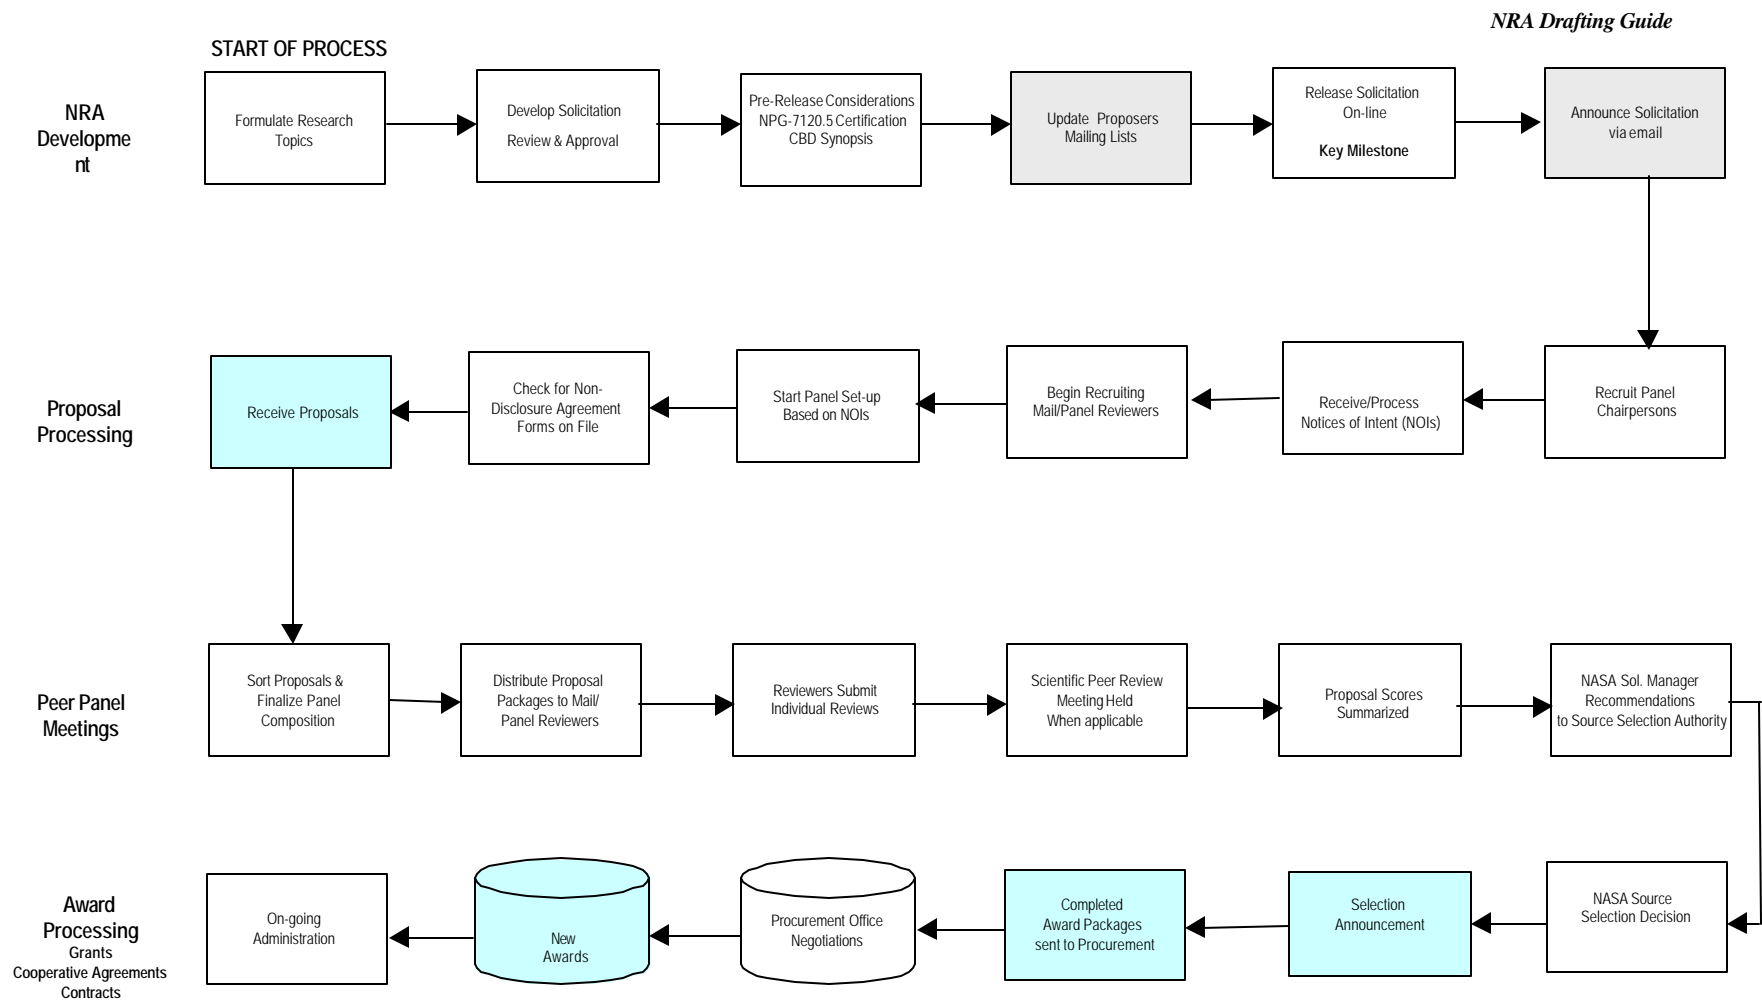 NRA Drafting Guide
START OF PROCESS
NRA
Developme
nt
Formulate Research
Topics
Develop Solicitation
Review & Approval
Pre-Release Considerations
NPG-7120.5 Certification
CBD Synopsis
Update Proposers
Mailing Lists
Release Solicitation
On-line
Key Milestone
Announce Solicitation
via email
Proposal
Processing
Receive Proposals
Check for Non-
Disclosure Agreement
Forms on File
Start Panel Set-up
Based on NOIs
Begin Recruiting
Mail/Panel Reviewers
Receive/Process
Notices of Intent (NOIs)
Recruit Panel
Chairpersons
Peer Panel
Meetings
Sort Proposals &
Finalize Panel
Composition
Distribute Proposal
Packages to Mail/
Panel Reviewers
Reviewers Submit
Individual Reviews
Scientific Peer Review
Meeting Held
When applicable
Proposal Scores
Summarized
NASA Sol. Manager
Recommendations
to Source Selection Authority
Award
Processing
Grants
Cooperative Agreements
Contracts
On-going
Administration
New
Awards
Procurement Office
Negotiations
Completed
Award Packages
sent to Procurement
Selection
Announcement
NASA Source
Selection Decision